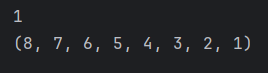 1
(8, 7, 6, 5, 4, 3, 2, 1)